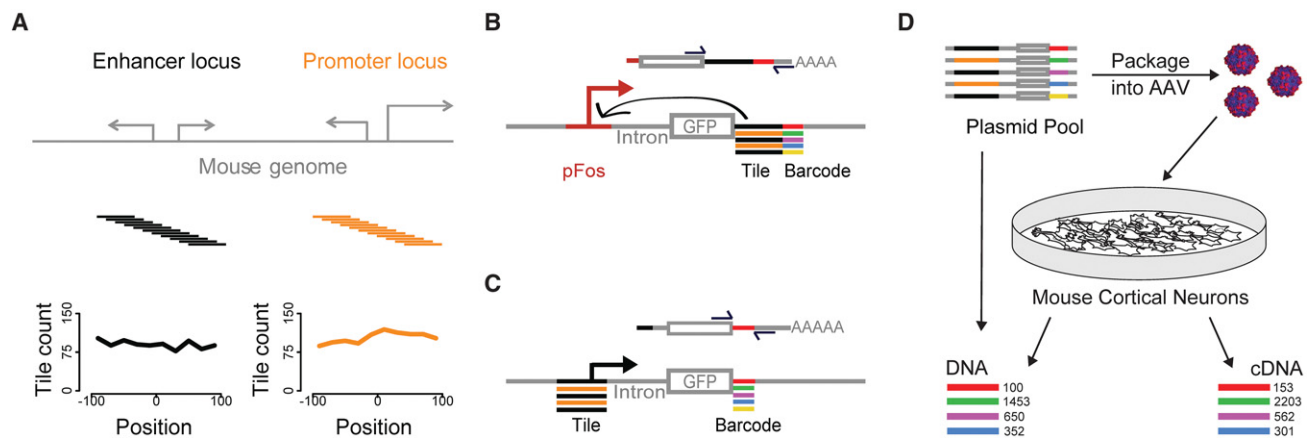 A
Enhancer locus
Promoter locus
Mouse genome
Tile count
150
75
0
-100
0
100
Position
Tile count
150
75
0
-100
0
100
Position
B
AAAA
GFP
Intron
pFos
Tile
Barcode
C
AAAAA
GFP
Intron
Tile
Barcode
D
Package
into AAV
Plasmid Pool
Mouse Cortical Neurons
DNA
100
1453
650
352
cDNA
153
2203
562
301